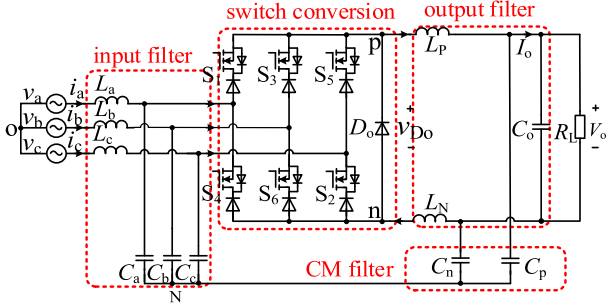 switch conversion output filter
input filter
p L_P I_o
S_1 S_3 S_5
v_a i_a L_a
o v_b i_b L_b
v_c i_c L_c
D_o + v_Do − C_o R_L + V_o −
S_4 S_6 S_2
n L_N
C_a C_b C_c
N
CM filter C_n C_p